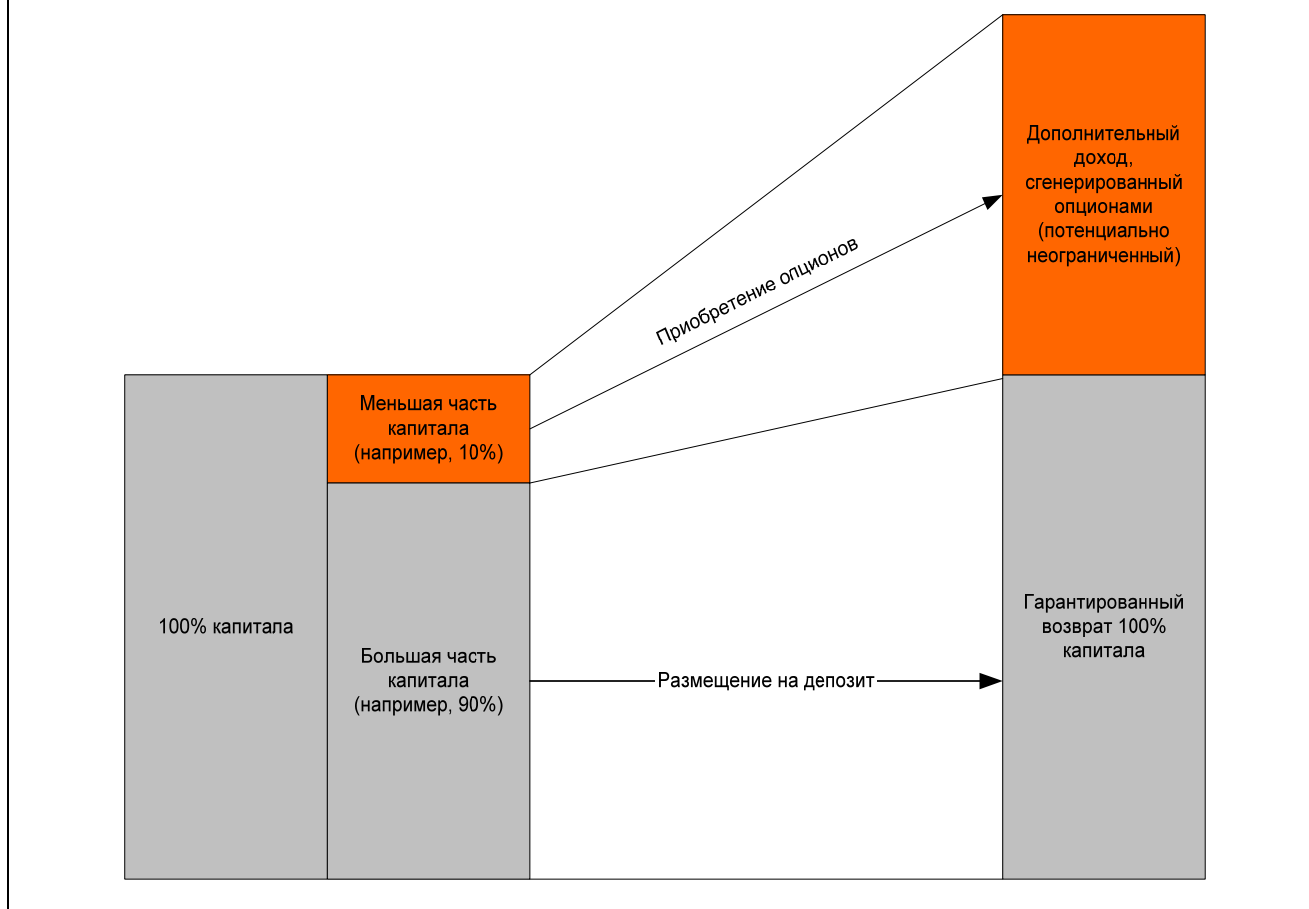 100% капитала
Меньшая часть
капитала
(например, 10%)
Большая часть
капитала
(например, 90%)
Приобретение опционов
Размещение на депозит
Дополнительный
доход,
сгенерированный
опционами
(потенциально
неограниченный)
Гарантированный
возврат 100%
капитала